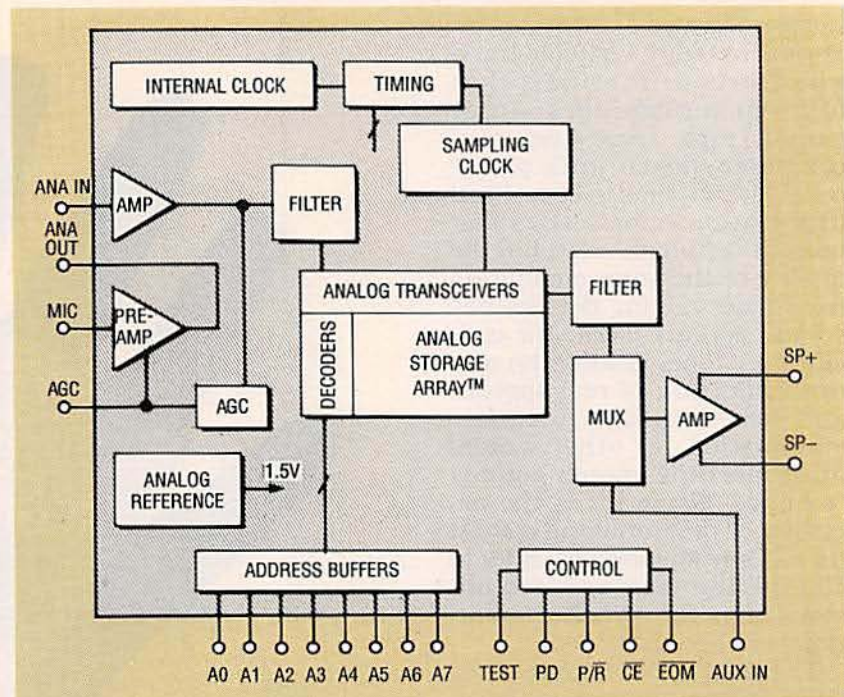 INTERNAL CLOCK
TIMING
SAMPLING
CLOCK
ANA IN
AMP
FILTER
ANA
OUT
ANALOG TRANSCEIVERS
FILTER
MIC
PRE-
AMP
DECODERS
ANALOG
STORAGE
ARRAY™
SP+
AGC
AGC
MUX
AMP
SP−
ANALOG
REFERENCE
1.5V
ADDRESS BUFFERS
CONTROL
A0 A1 A2 A3 A4 A5 A6 A7 TEST PD P/R̅ C̅E̅ E̅O̅M̅ AUX IN